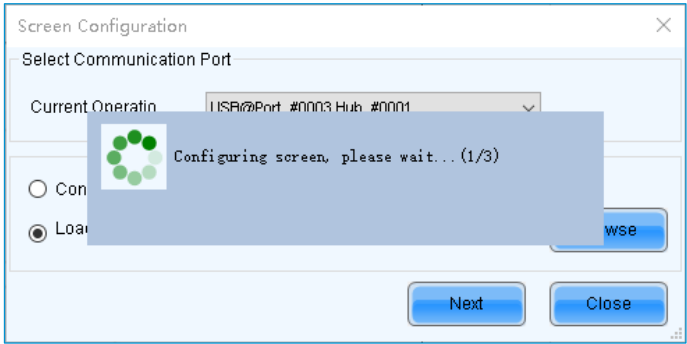 Screen Configuration
Select Communication Port
Current Operatio
USB@Port_#0003.Hub_#0001
Configuring screen, please wait...(1/3)
Con
Loa
wse
Next
Close